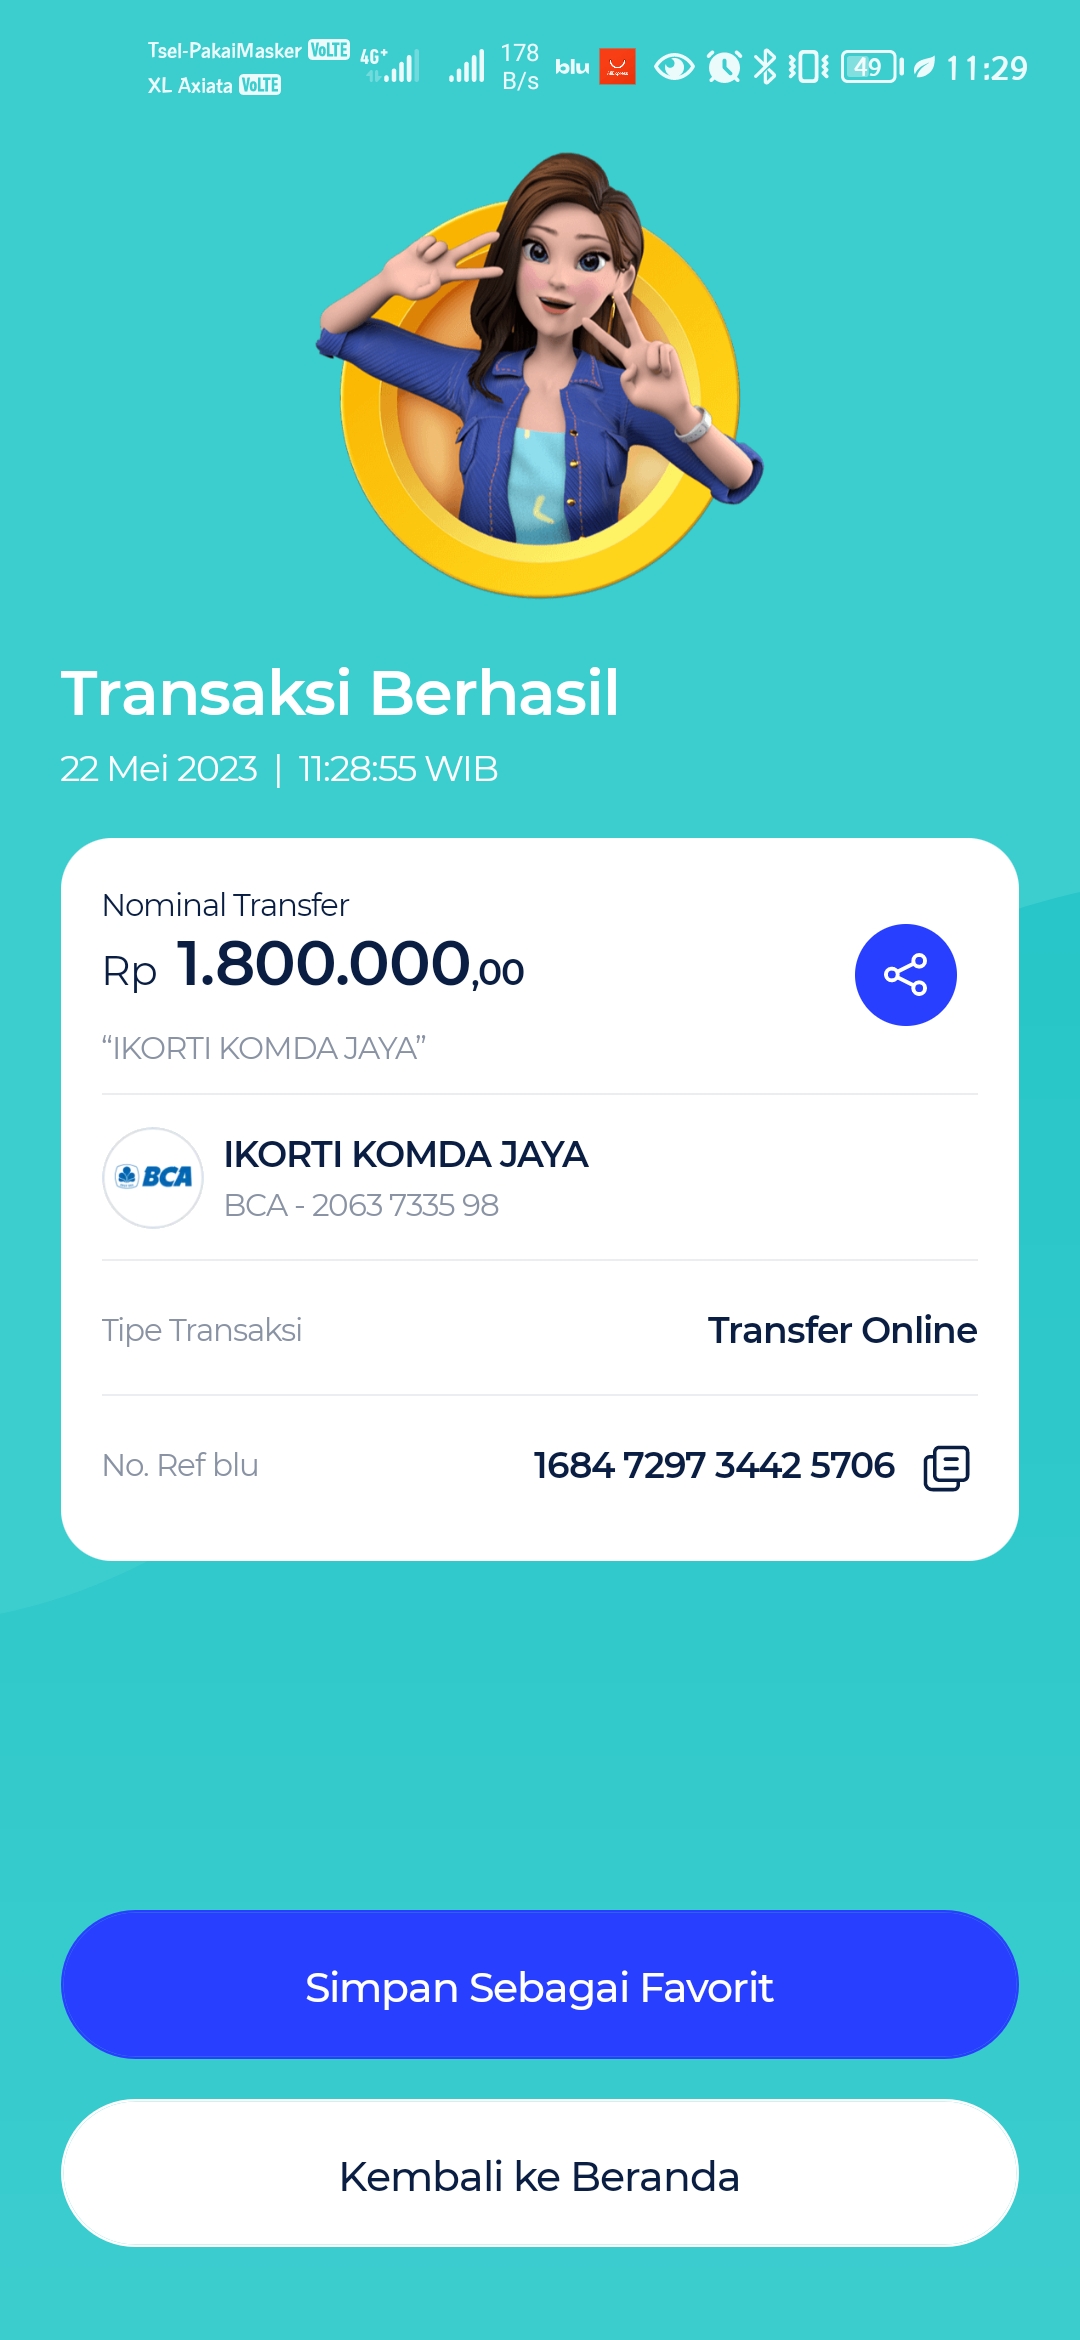 Tsel-PakaiMasker VoLTE
XL Axiata VoLTE
4G+
178
B/s
blu
49
11:29
Transaksi Berhasil
22 Mei 2023 | 11:28:55 WIB
Nominal Transfer
Rp 1.800.000,00
“IKORTI KOMDA JAYA”
BCA
IKORTI KOMDA JAYA
BCA - 2063 7335 98
Tipe Transaksi
Transfer Online
No. Ref blu
1684 7297 3442 5706
Simpan Sebagai Favorit
Kembali ke Beranda